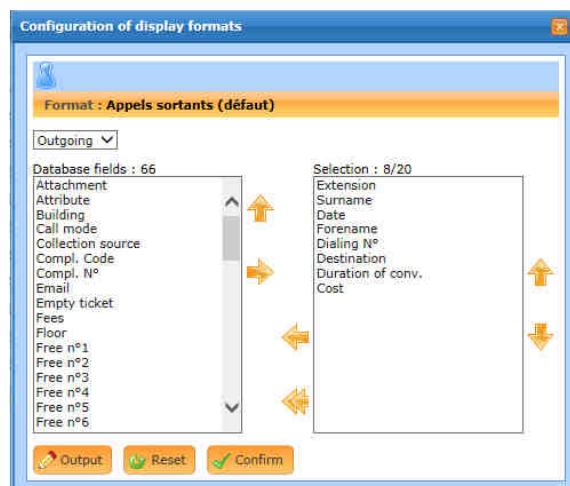 Configuration of display formats
Format : Appels sortants (défaut)
Outgoing
Database fields : 66
Attachment
Attribute
Building
Call mode
Collection source
Compl. Code
Compl. N°
Email
Empty ticket
Fees
Floor
Free n°1
Free n°2
Free n°3
Free n°4
Free n°5
Free n°6
Selection : 8/20
Extension
Surname
Date
Forename
Dialing N°
Destination
Duration of conv.
Cost
Output Reset Confirm